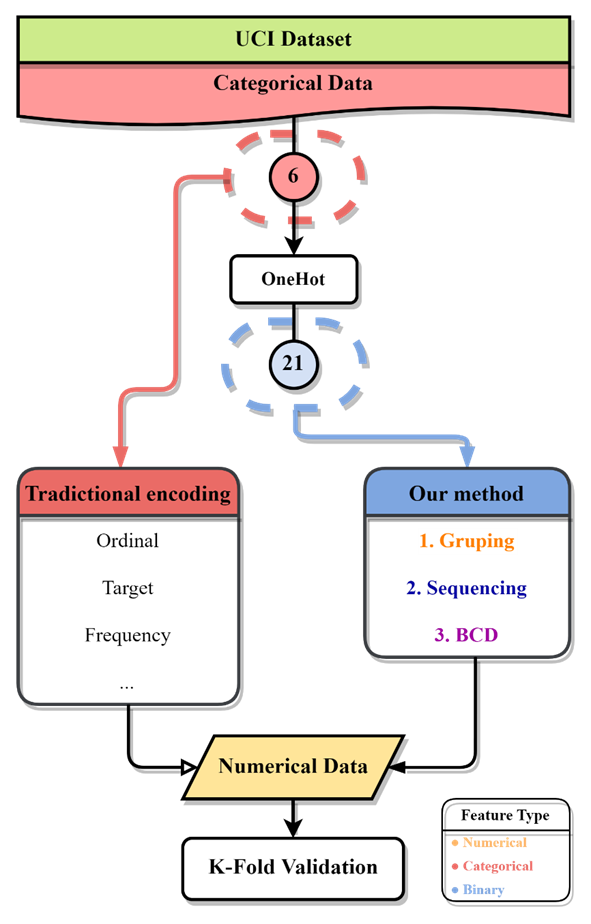 UCI Dataset
Categorical Data
6
OneHot
21
Tradictional encoding
Ordinal
Target
Frequency
...
Our method
1. Gruping
2. Sequencing
3. BCD
Numerical Data
K-Fold Validation
Feature Type
● Numerical
● Categorical
● Binary